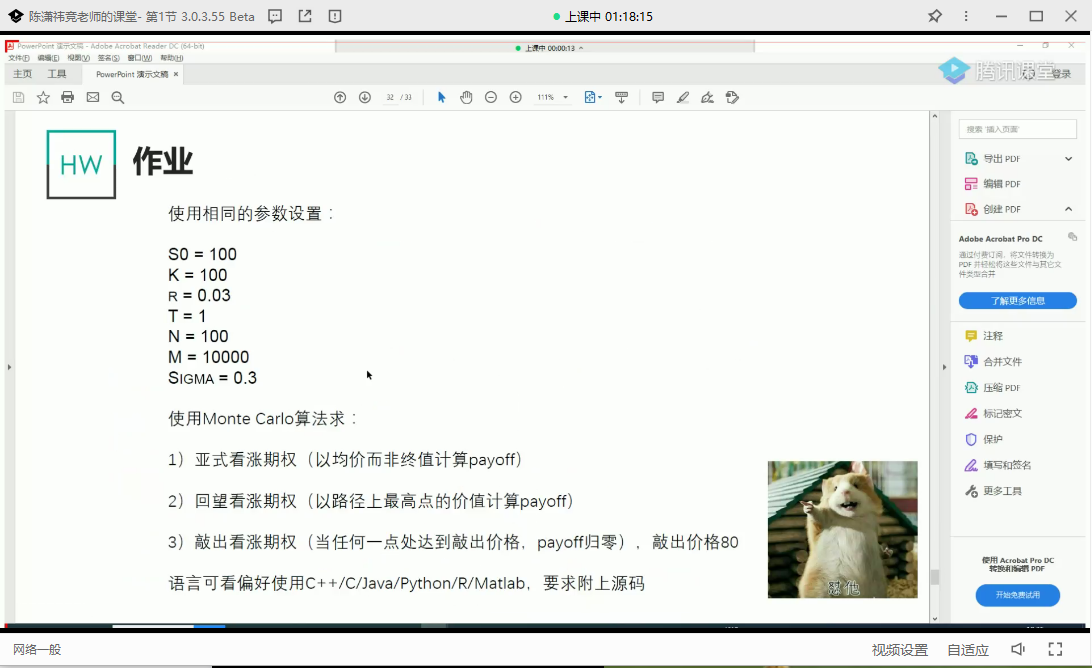 陈潇祎竞老师的课堂- 第1节 3.0.3.55 Beta
上课中 01:18:15
PowerPoint 演示文稿 - Adobe Acrobat Reader DC (64-bit)
上课中 00:00:13
文件(F) 编辑(E) 视图(V) 签名(S) 窗口(W) 帮助(H)
主页 工具 PowerPoint 演示文稿 ×
腾讯课堂
登录
32 / 33
111%
HW
作业
使用相同的参数设置：
S0 = 100
K = 100
R = 0.03
T = 1
N = 100
M = 10000
SIGMA = 0.3
使用Monte Carlo算法求：
1）亚式看涨期权（以均价而非终值计算payoff）
2）回望看涨期权（以路径上最高点的价值计算payoff）
3）敲出看涨期权（当任何一点处达到敲出价格，payoff归零），敲出价格80
语言可看偏好使用C++/C/Java/Python/R/Matlab，要求附上源码
怼他
搜索 "插入页面"
导出 PDF
编辑 PDF
创建 PDF
Adobe Acrobat Pro DC
通过付费订阅，将文件转换为
PDF 并轻松将这些文件与其它文
件类型合并
了解更多信息
注释
合并文件
压缩 PDF
标记密文
保护
填写和签名
更多工具
使用 Acrobat Pro DC
转换和编辑 PDF
开始免费试用
网络一般
视频设置
自适应